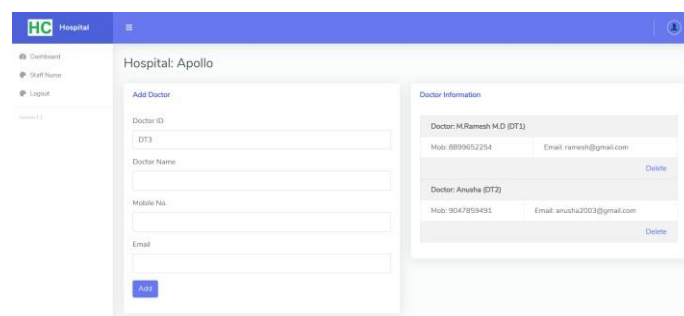 HC Hospital
Dashboard
Staff Nurse
Logout
Hospital: Apollo
Add Doctor
Doctor ID
DT3
Doctor Name
Mobile No.
Email
Add
Doctor Information
Doctor: M.Ramesh M.D (DT1)
Mob: 8899652254 Email: ramesh@gmail.com
Delete
Doctor: Anusha (DT2)
Mob: 9047859491 Email: anusha2003@gmail.com
Delete